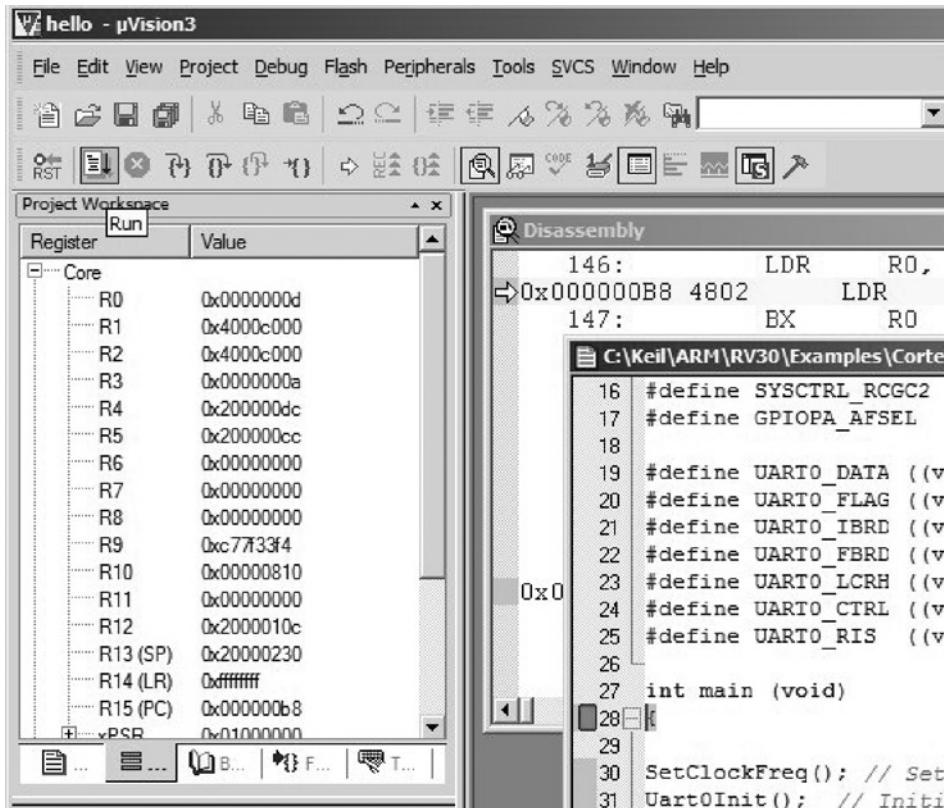 hello - µVision3
File Edit View Project Debug Flash Peripherals Tools SVCS Window Help
RST REC CODE
Project Workspace
Run
Register Value
Core
R0 0x0000000d
R1 0x4000c000
R2 0x4000c000
R3 0x0000000a
R4 0x200000dc
R5 0x200000cc
R6 0x00000000
R7 0x00000000
R8 0x00000000
R9 0xc77f33f4
R10 0x00000810
R11 0x00000000
R12 0x2000010c
R13 (SP) 0x20000230
R14 (LR) 0xffffffff
R15 (PC) 0x000000b8
xPSR 0x01000000
... ... B... F... T...
Disassembly
146: LDR R0,
0x000000B8 4802 LDR
147: BX R0
0x0
C:\Keil\ARM\RV30\Examples\Corte
16 #define SYSCTRL_RCGC2
17 #define GPIOPA_AFSEL
18
19 #define UART0_DATA ((v
20 #define UART0_FLAG ((v
21 #define UART0_IBRD ((v
22 #define UART0_FBRD ((v
23 #define UART0_LCRH ((v
24 #define UART0_CTRL ((v
25 #define UART0_RIS ((v
26
27 int main (void)
28 {
29
30 SetClockFreq(); // Set
31 Uart0Init(); // Initi